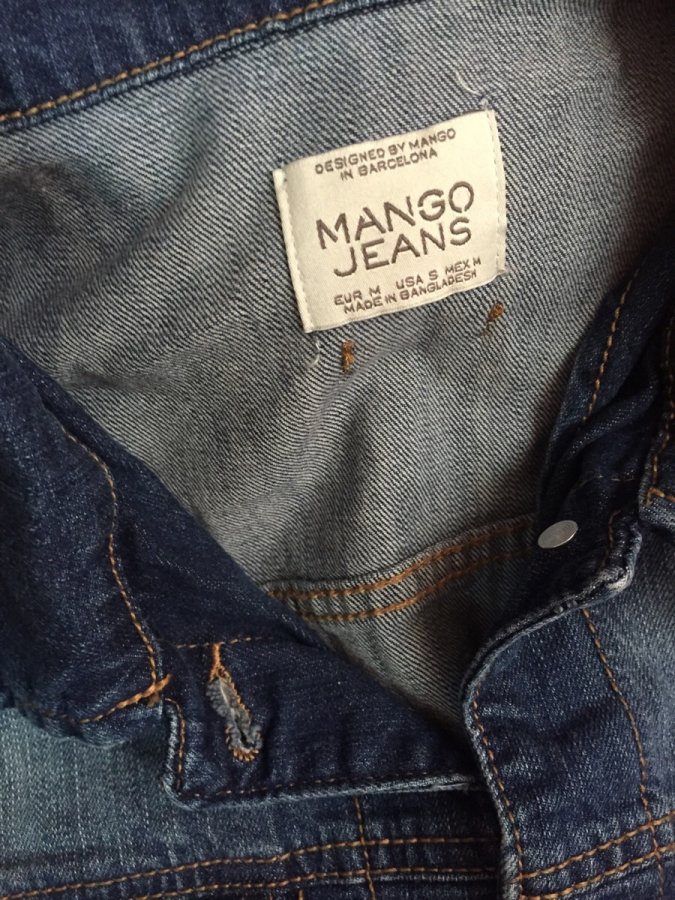 DESIGNED BY MANGO
IN BARCELONA
MANGO
JEANS
EUR M USA S MEX M
MADE IN BANGLADESH